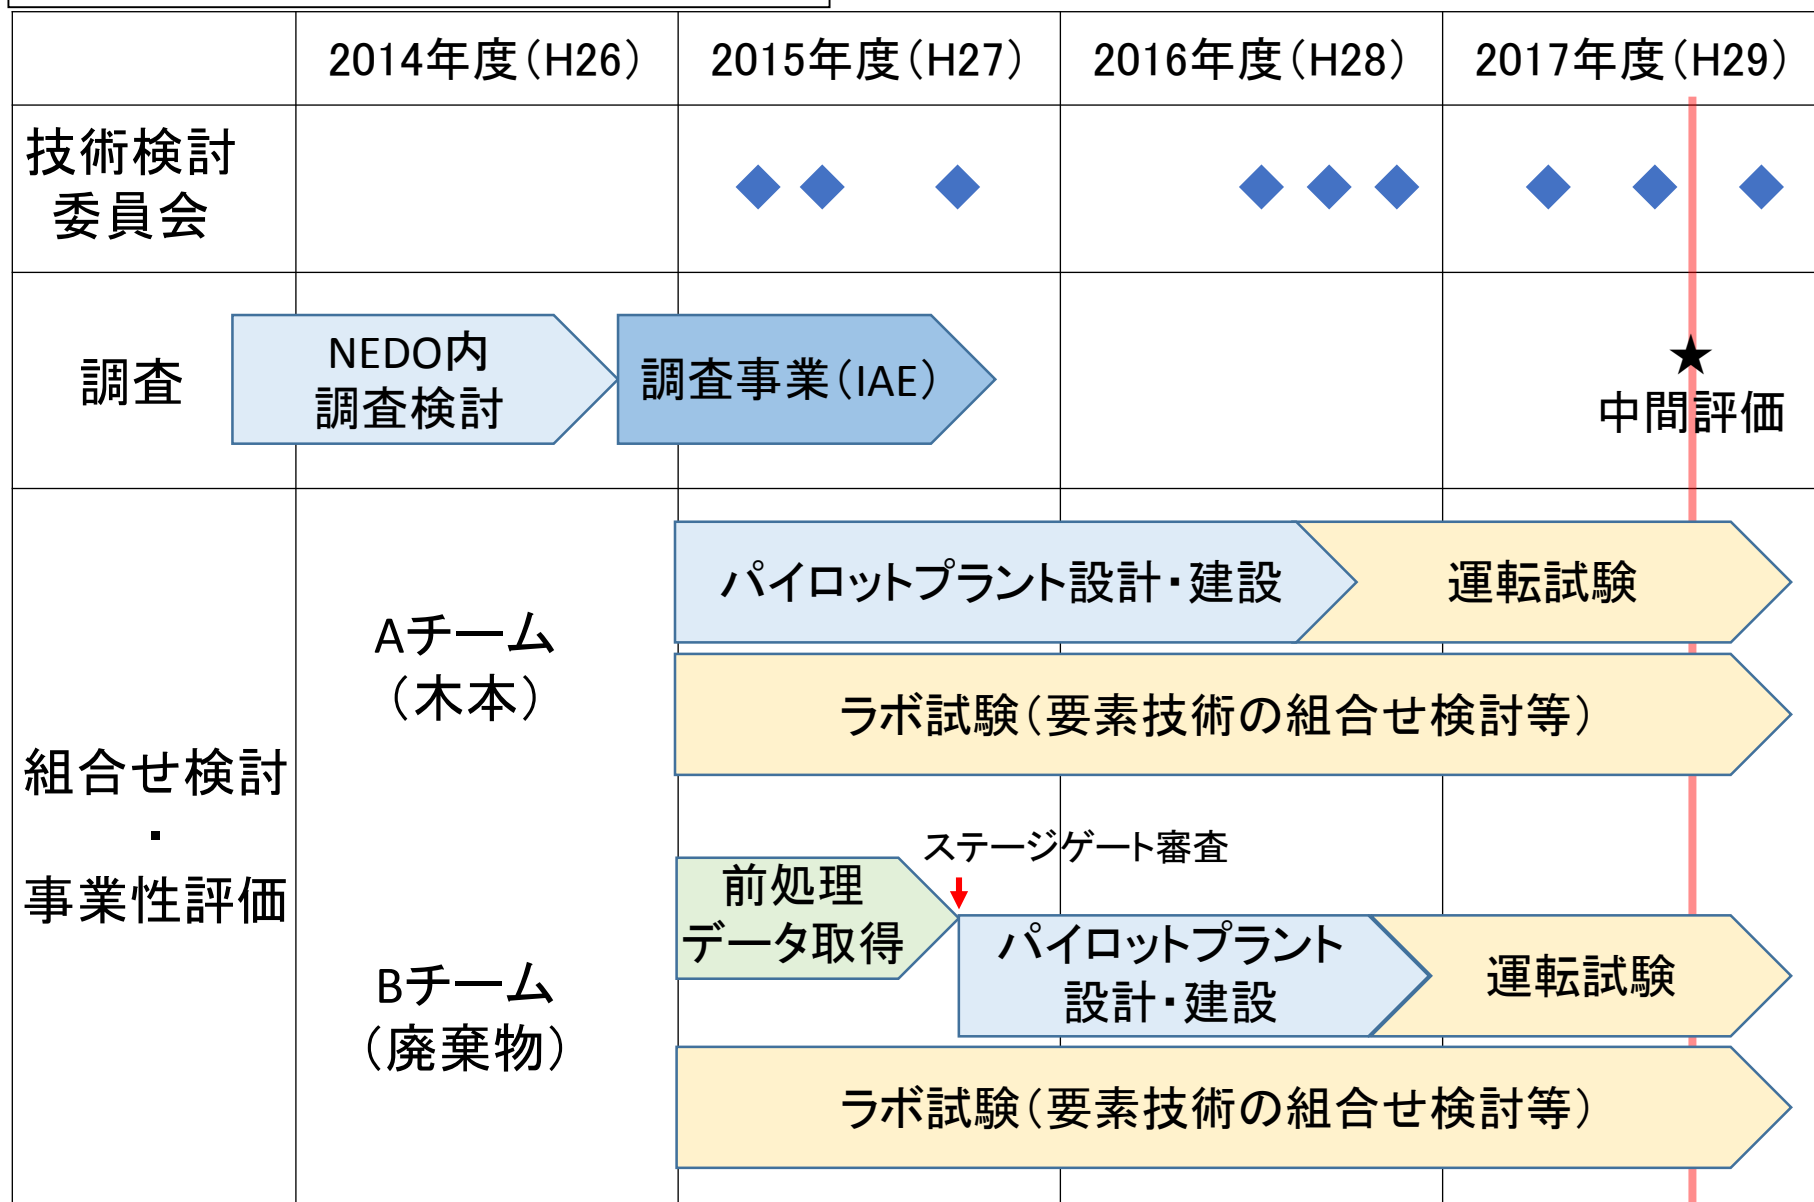 2014年度（H26）
2015年度（H27）
2016年度（H28）
2017年度（H29）
技術検討
委員会
調査
NEDO内
調査検討
調査事業（IAE）
★
中間評価
組合せ検討
・
事業性評価
Aチーム
（木本）
パイロットプラント設計・建設
運転試験
ラボ試験（要素技術の組合せ検討等）
Bチーム
（廃棄物）
ステージゲート審査
前処理
データ取得
パイロットプラント
設計・建設
運転試験
ラボ試験（要素技術の組合せ検討等）